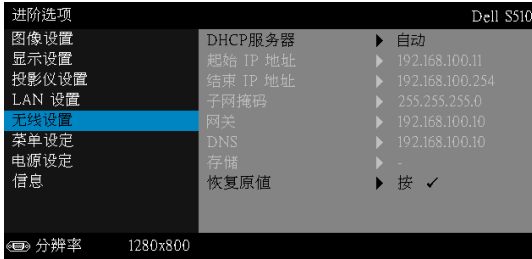 进阶选项 Dell S510
图像设置 DHCP服务器 自动
显示设置 起始 IP 地址 192.168.100.11
投影仪设置 结束 IP 地址 192.168.100.254
LAN 设置 子网掩码 255.255.255.0
无线设置 网关 192.168.100.10
菜单设定 DNS 192.168.100.10
电源设定 存储 -
信息 恢复原值 按 ✓
分辨率 1280x800